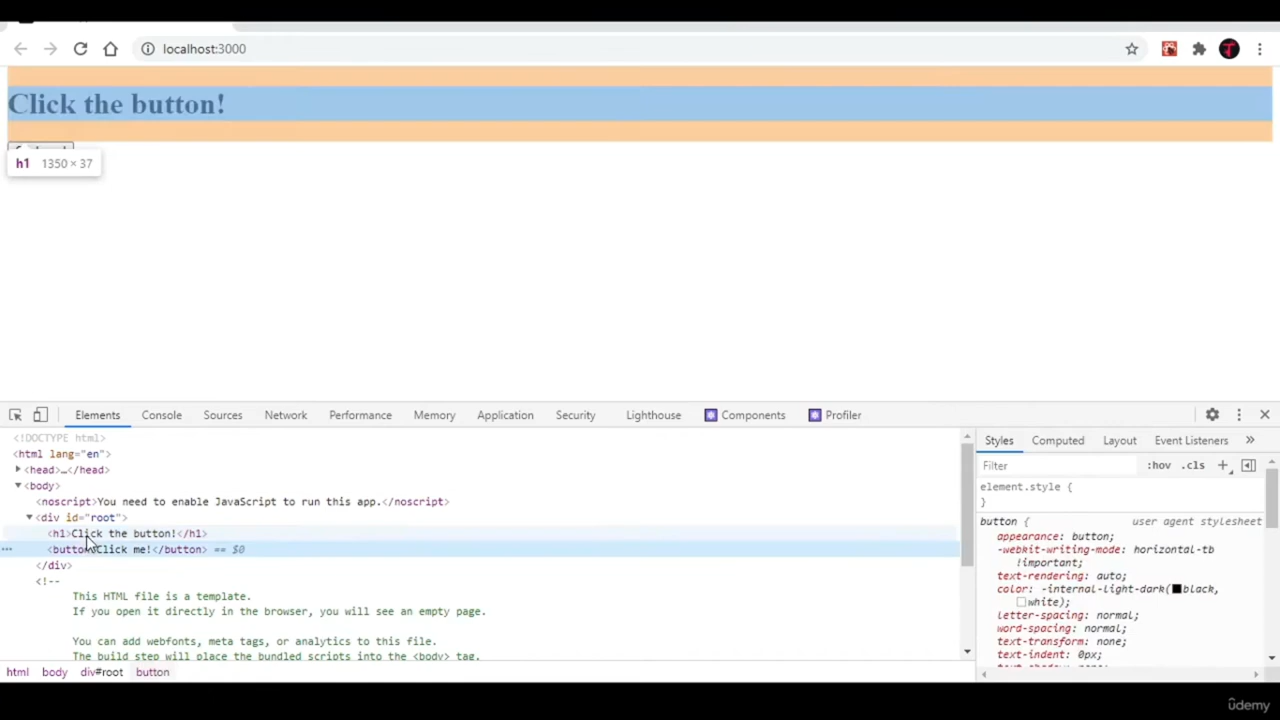 localhost:3000
Click the button!
h1 1350 × 37
Elements Console Sources Network Performance Memory Application Security Lighthouse Components Profiler
<!DOCTYPE html>
<html lang="en">
<head>…</head>
<body>
<noscript>You need to enable JavaScript to run this app.</noscript>
<div id="root">
<h1>Click the button!</h1>
<button>Click me!</button> == $0
</div>
<!--
This HTML file is a template.
If you open it directly in the browser, you will see an empty page.
You can add webfonts, meta tags, or analytics to this file.
The build step will place the bundled scripts into the <body> tag.
html body div#root button
Styles Computed Layout Event Listeners »
Filter :hov .cls +
element.style {
}
button { user agent stylesheet
appearance: button;
-webkit-writing-mode: horizontal-tb
!important;
text-rendering: auto;
color: -internal-light-dark(black,
white);
letter-spacing: normal;
word-spacing: normal;
text-transform: none;
text-indent: 0px;
text-shadow: none;
ûdemy